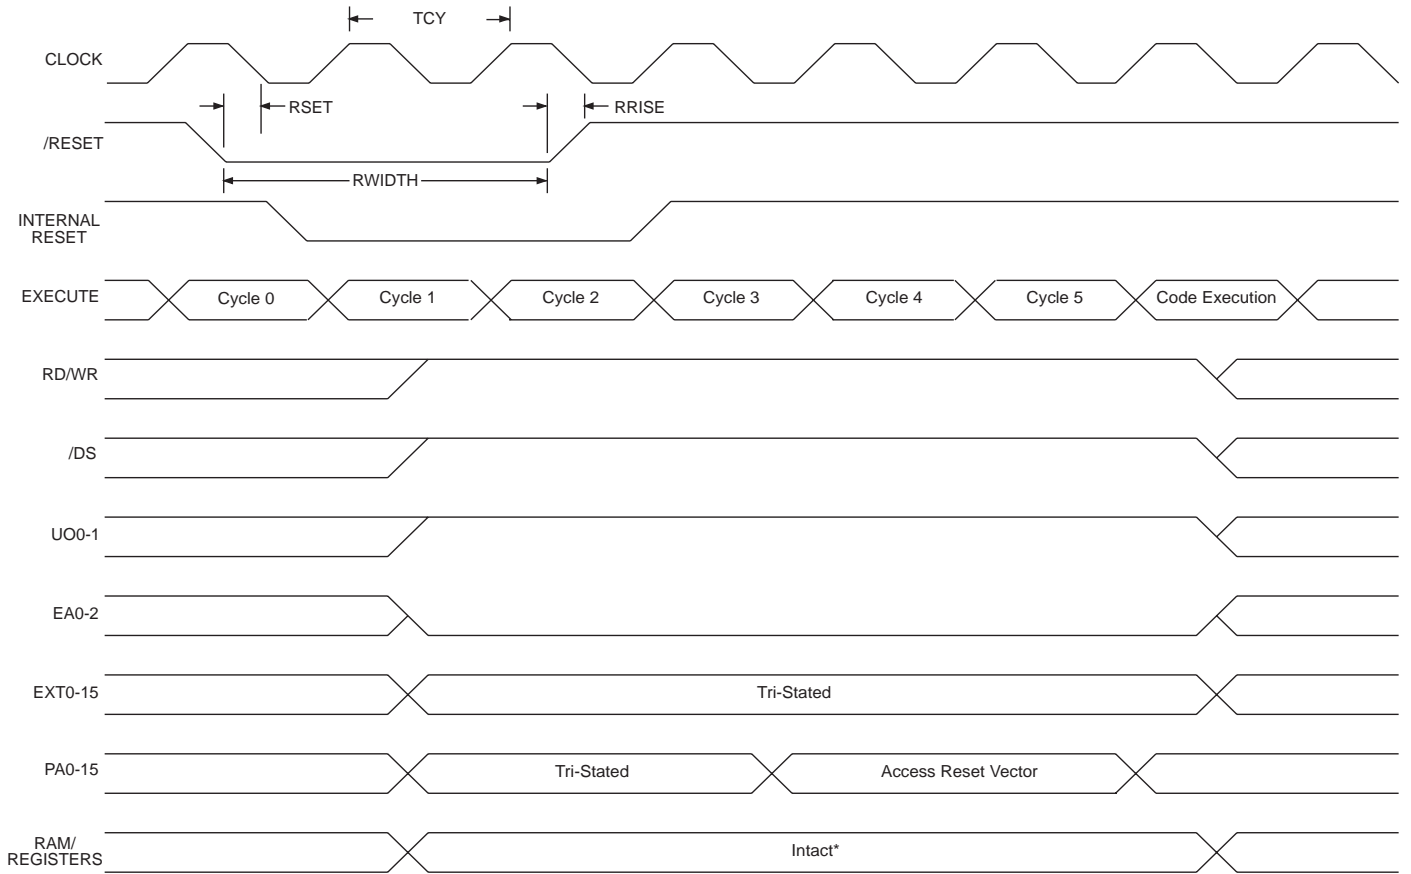 TCY
CLOCK
RSET
RRISE
/RESET
RWIDTH
INTERNAL
RESET
EXECUTE
Cycle 0
Cycle 1
Cycle 2
Cycle 3
Cycle 4
Cycle 5
Code Execution
RD/WR
/DS
UO0-1
EA0-2
EXT0-15
Tri-Stated
PA0-15
Tri-Stated
Access Reset Vector
RAM/
REGISTERS
Intact*